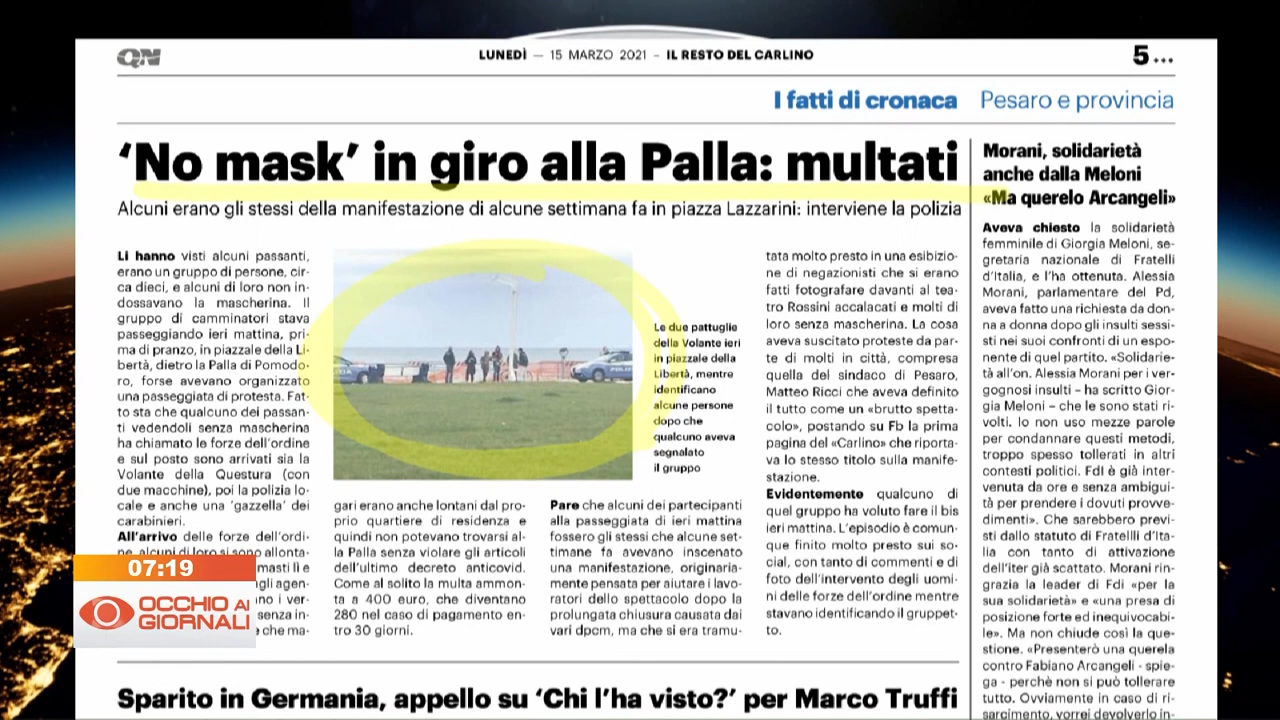 QN
LUNEDÌ — 15 MARZO 2021 – IL RESTO DEL CARLINO
5 ...
I fatti di cronaca Pesaro e provincia
‘No mask’ in giro alla Palla: multati
Alcuni erano gli stessi della manifestazione di alcune settimana fa in piazza Lazzarini: interviene la polizia
Li hanno visti alcuni passanti,
erano un gruppo di persone, cir-
ca dieci, e alcuni di loro non in-
dossavano la mascherina. Il
gruppo di camminatori stava
passeggiando ieri mattina, pri-
ma di pranzo, in piazzale della Li-
bertà, dietro la Palla di Pomodo-
ro, forse avevano organizzato
una passeggiata di protesta. Fat-
to sta che qualcuno dei passan-
ti vedendoli senza mascherina
ha chiamato le forze dell’ordine
e sul posto sono arrivati sia la
Volante della Questura (con
due macchine), poi la polizia lo-
cale e anche una ‘gazzella’ dei
carabinieri.
All’arrivo delle forze dell’ordi-
ne, alcuni di loro si sono allonta-
masti lì e
gli agen-
no i ver-
senza in-
che ma-
Le due pattuglie
della Volante ieri
in piazzale della
Libertà, mentre
identificano
alcune persone
dopo che
qualcuno aveva
segnalato
il gruppo
gari erano anche lontani dal pro-
prio quartiere di residenza e
quindi non potevano trovarsi al-
la Palla senza violare gli articoli
dell’ultimo decreto anticovid.
Come al solito la multa ammon-
ta a 400 euro, che diventano
280 nel caso di pagamento en-
tro 30 giorni.
Pare che alcuni dei partecipanti
alla passeggiata di ieri mattina
fossero gli stessi che alcune set-
timane fa avevano inscenato
una manifestazione, originaria-
mente pensata per aiutare i lavo-
ratori dello spettacolo dopo la
prolungata chiusura causata dai
vari dpcm, ma che si era tramu-
tata molto presto in una esibizio-
ne di negazionisti che si erano
fatti fotografare davanti al tea-
tro Rossini accalacati e molti di
loro senza mascherina. La cosa
aveva suscitato proteste da par-
te di molti in città, compresa
quella del sindaco di Pesaro,
Matteo Ricci che aveva definito
il tutto come un «brutto spetta-
colo», postando su Fb la prima
pagina del «Carlino» che riporta-
va lo stesso titolo sulla manife-
stazione.
Evidentemente qualcuno di
quel gruppo ha voluto fare il bis
ieri mattina. L’episodio è comun-
que finito molto presto sui so-
cial, con tanto di commenti e di
foto dell’intervento degli uomi-
ni delle forze dell’ordine mentre
stavano identificando il gruppet-
to.
Morani, solidarietà
anche dalla Meloni
«Ma querelo Arcangeli»
Aveva chiesto la solidarietà
femminile di Giorgia Meloni, se-
gretaria nazionale di Fratelli
d’Italia, e l’ha ottenuta. Alessia
Morani, parlamentare del Pd,
aveva fatto una richiesta da don-
na a donna dopo gli insulti sessi-
sti nei suoi confronti di un espo-
nente di quel partito. «Solidarie-
tà all’on. Alessia Morani per i ver-
gognosi insulti – ha scritto Gior-
gia Meloni – che le sono stati ri-
volti. Io non uso mezze parole
per condannare questi metodi,
troppo spesso tollerati in altri
contesti politici. FdI è già inter-
venuta da ore e senza ambigui-
tà per prendere i dovuti provve-
dimenti». Che sarebbero previ-
sti dallo statuto di Fratellli d’Ita-
lia con tanto di attivazione
dell’iter già scattato. Morani rin-
grazia la leader di Fdi «per la
sua solidarietà» e «una presa di
posizione forte ed inequivocabi-
le». Ma non chiude così la que-
stione. «Presenterò una querela
contro Fabiano Arcangeli - spie-
ga - perchè non si può tollerare
tutto. Ovviamente in caso di ri-
sarcimento, vorrei devolverlo in-
Sparito in Germania, appello su ‘Chi l’ha visto?’ per Marco Truffi
07:19
OCCHIO AI
GIORNALI